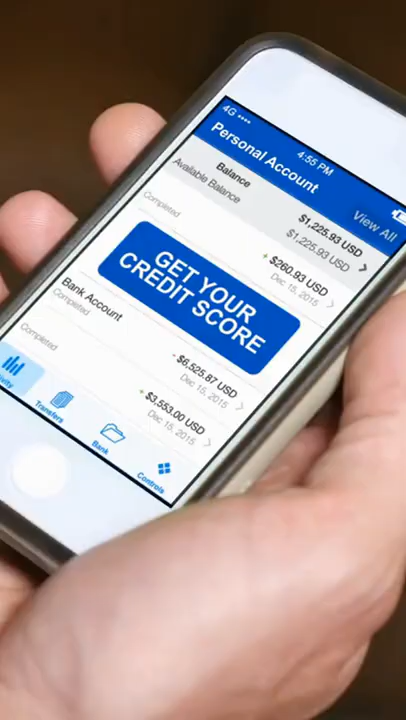 4G
4:55 PM
Personal Account
View All
Balance
$1,225.93 USD
Available Balance
$1,225.93 USD
Completed
+ $260.93 USD
Dec 15, 2015
GET YOUR
CREDIT SCORE
Bank Account
- $6,525.87 USD
Completed
Dec 15, 2015
+ $3,553.00 USD
Completed
Dec 15, 2015
Transfers
Bank
Controls